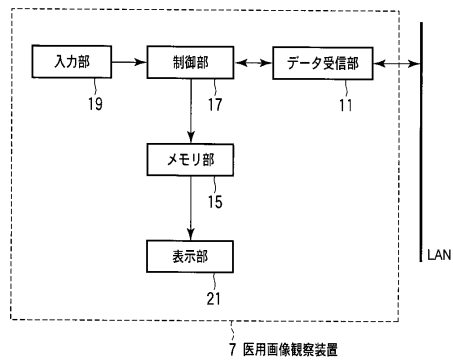 入力部
制御部
データ受信部
19
17
11
メモリ部
15
LAN
表示部
21
7 医用画像観察装置